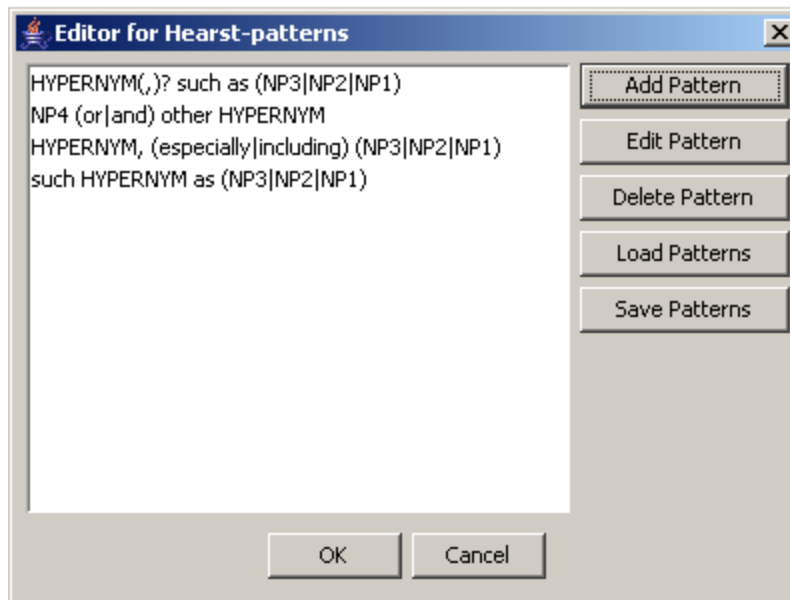 Editor for Hearst-patterns
HYPERNYM(,)? such as (NP3|NP2|NP1)
NP4 (or|and) other HYPERNYM
HYPERNYM, (especially|including) (NP3|NP2|NP1)
such HYPERNYM as (NP3|NP2|NP1)
Add Pattern
Edit Pattern
Delete Pattern
Load Patterns
Save Patterns
OK
Cancel